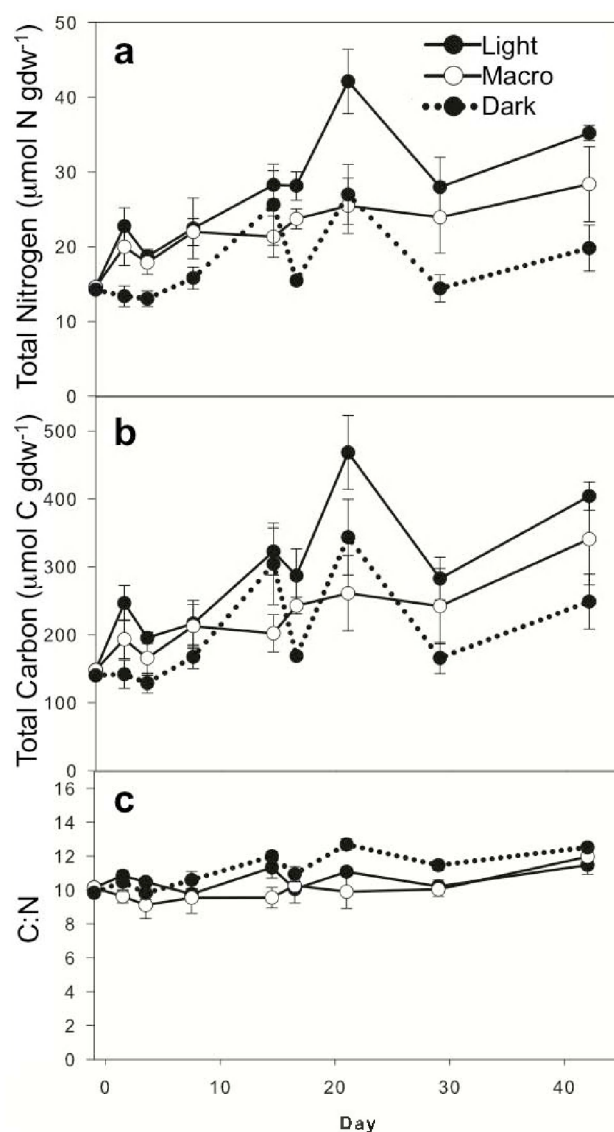 a
Light
Macro
Dark
Total Nitrogen (μmol N gdw⁻¹)
50
40
30
20
10
0
b
Total Carbon (μmol C gdw⁻¹)
500
400
300
200
100
0
c
C:N
16
14
12
10
8
6
4
2
0
0 10 20 30 40
Day